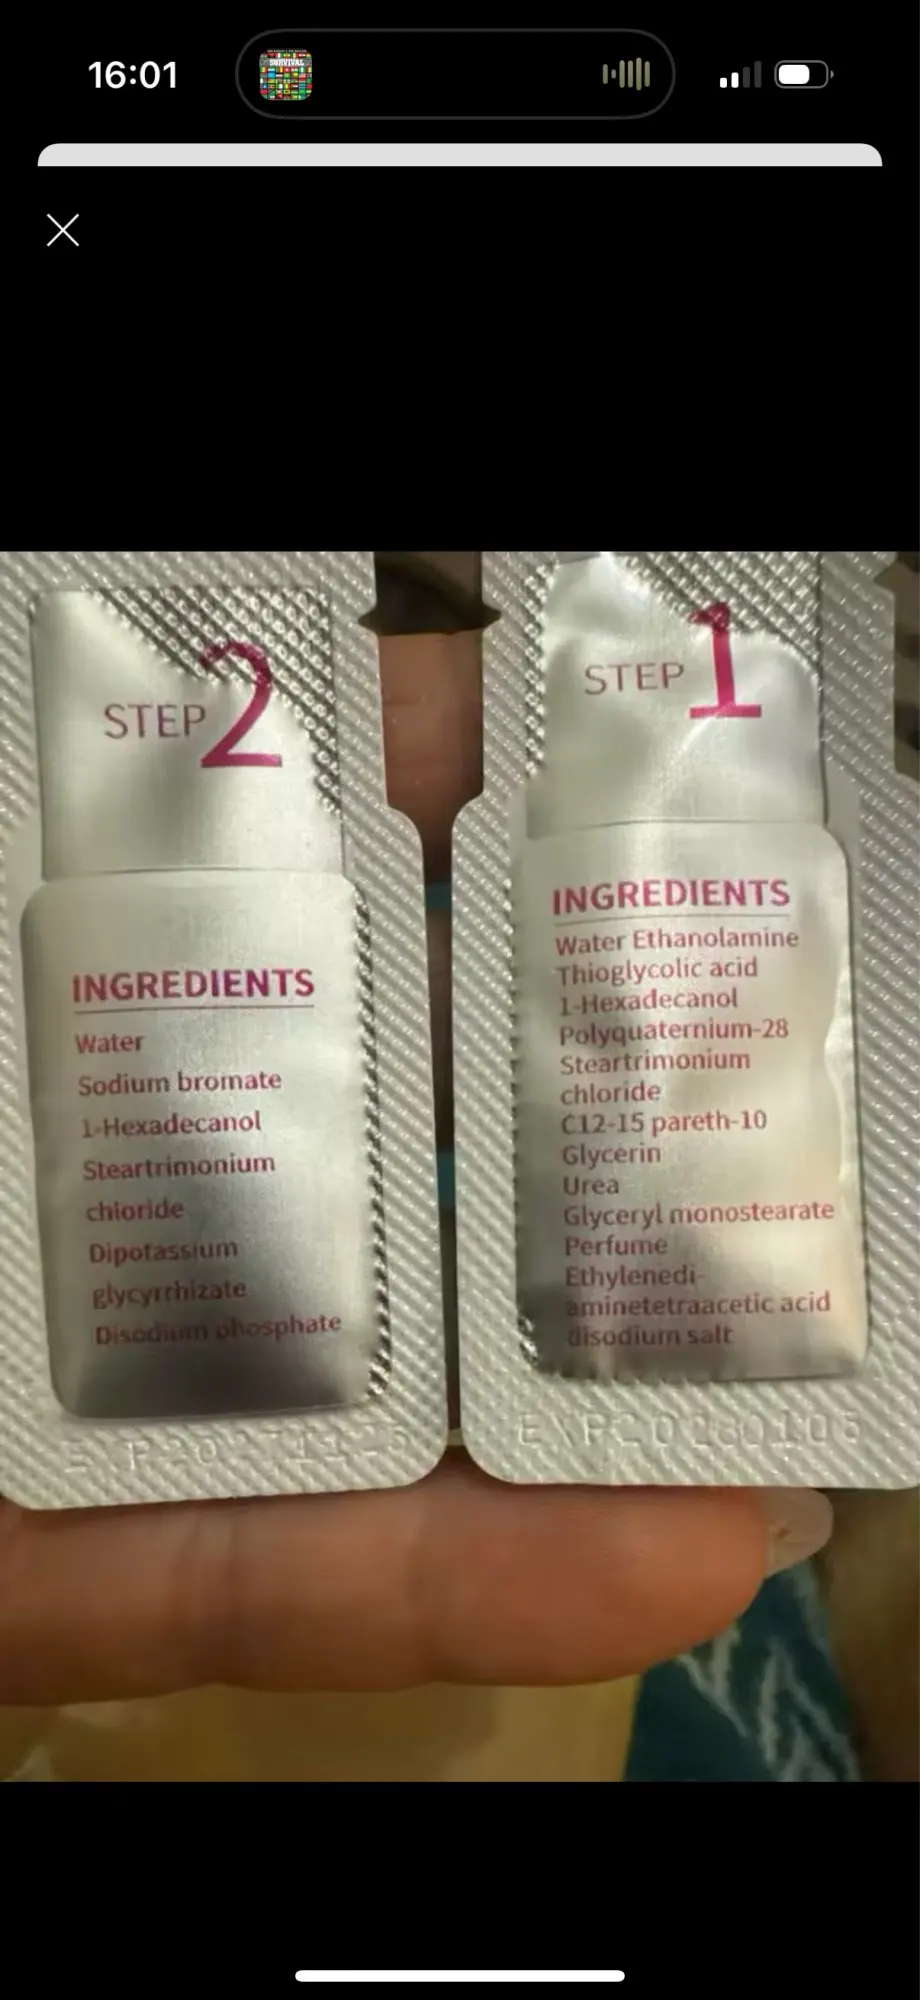 16:01
SURVIVAL
STEP 2
INGREDIENTS
Water
Sodium bromate
1-Hexadecanol
Steartrimonium
chloride
Dipotassium
glycyrrhizate
Disodium phosphate
STEP 1
INGREDIENTS
Water Ethanolamine
Thioglycolic acid
1-Hexadecanol
Polyquaternium-28
Steartrimonium
chloride
C12-15 pareth-10
Glycerin
Urea
Glyceryl monostearate
Perfume
Ethylenedi-
aminetetraacetic acid
disodium salt
EXP20280105